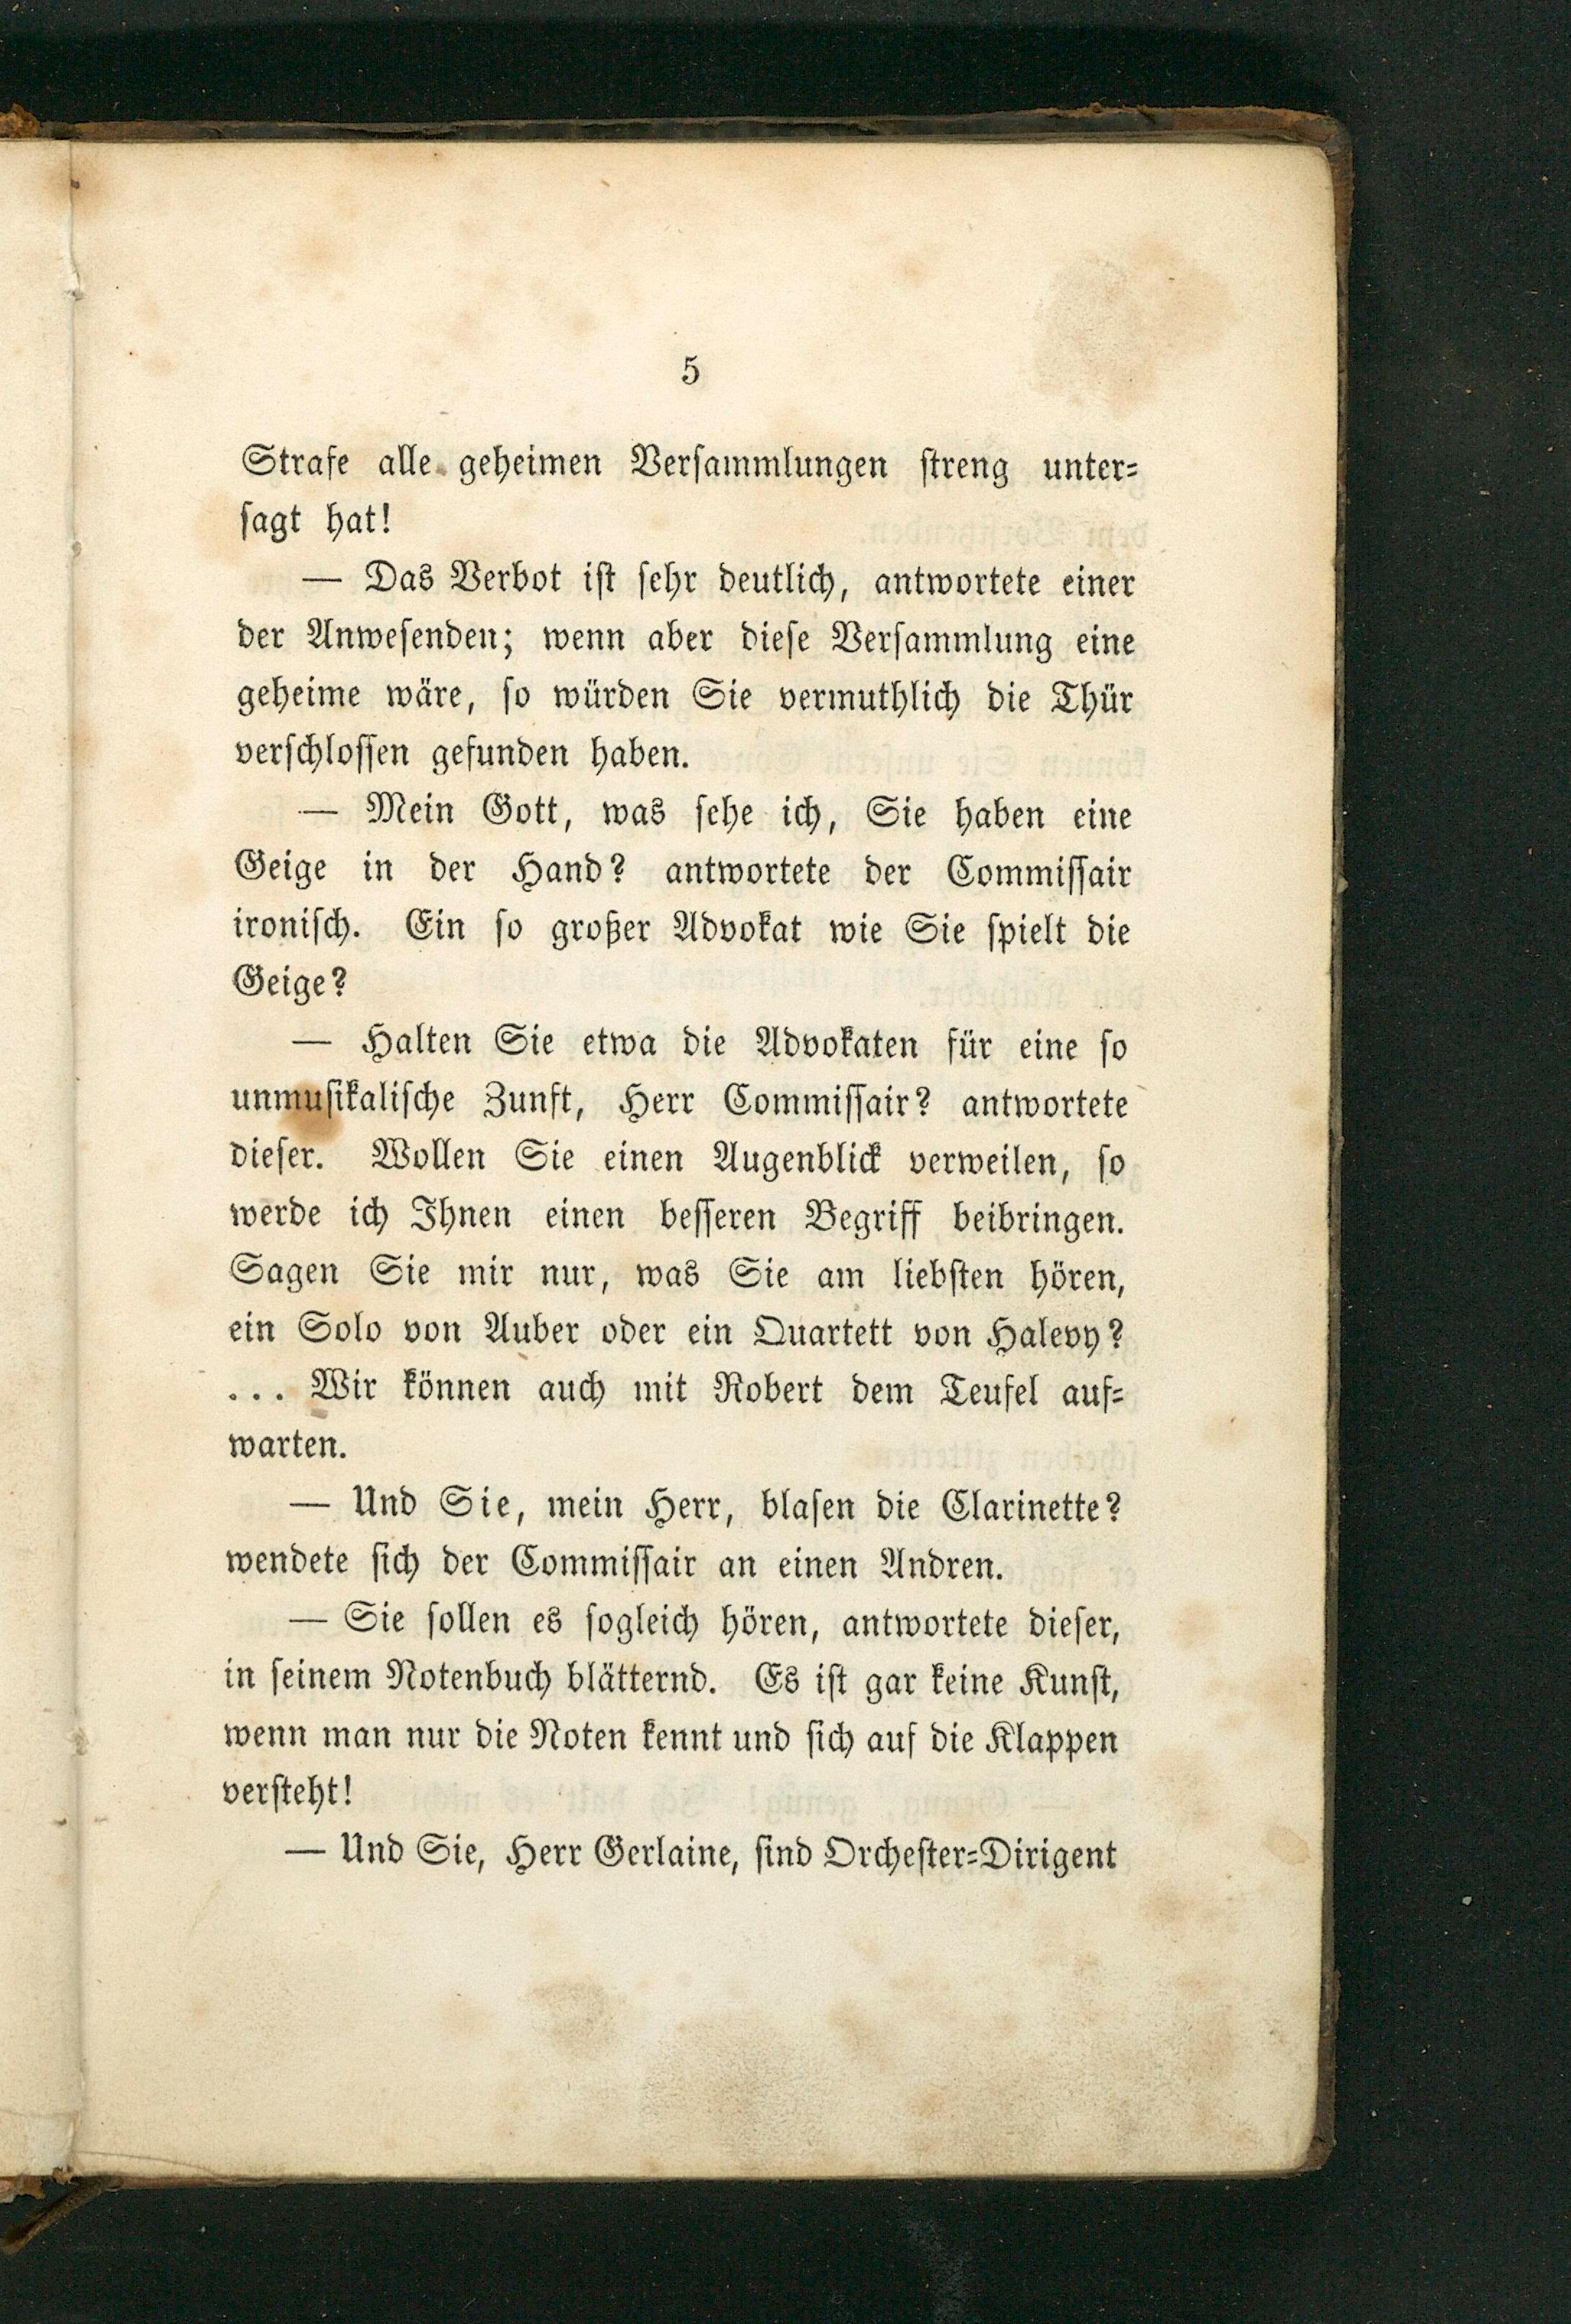 5
Strafe alle geheimen Versammlungen streng unter-
sagt hat!
— Das Verbot ist sehr deutlich, antwortete einer
der Anwesenden; wenn aber diese Versammlung eine
geheime wäre, so würden Sie vermuthlich die Thür
verschlossen gefunden haben.
— Mein Gott, was sehe ich, Sie haben eine
Geige in der Hand? antwortete der Commissair
ironisch. Ein so großer Advokat wie Sie spielt die
Geige?
— Halten Sie etwa die Advokaten für eine so
unmusikalische Zunft, Herr Commissair? antwortete
dieser. Wollen Sie einen Augenblick verweilen, so
werde ich Ihnen einen besseren Begriff beibringen.
Sagen Sie mir nur, was Sie am liebsten hören,
ein Solo von Auber oder ein Quartett von Halevy?
... Wir können auch mit Robert dem Teufel auf-
warten.
— Und Sie, mein Herr, blasen die Clarinette?
wendete sich der Commissair an einen Andren.
— Sie sollen es sogleich hören, antwortete dieser,
in seinem Notenbuch blätternd. Es ist gar keine Kunst,
wenn man nur die Noten kennt und sich auf die Klappen
versteht!
— Und Sie, Herr Gerlaine, sind Orchester-Dirigent